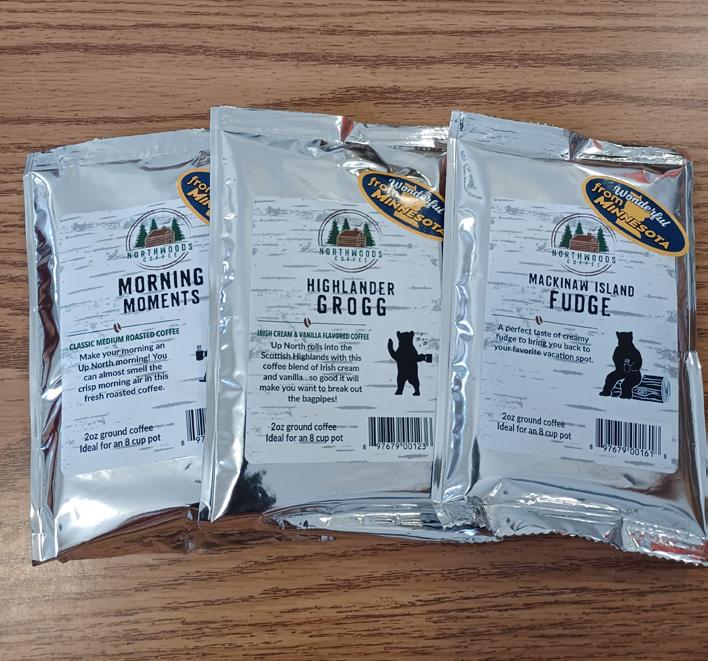 from
NORTHWOODS
COFFEE
MORNING
MOMENTS
CLASSIC MEDIUM ROASTED COFFEE
Make your morning an
Up North morning! You
can almost smell the
crisp morning air in this
fresh roasted coffee.
2oz ground coffee
Ideal for an 8 cup pot
8 97
Wonderful
from
MINNESOTA
NORTHWOODS
COFFEE
HIGHLANDER
GROGG
IRISH CREAM & VANILLA FLAVORED COFFEE
Up North rolls into the
Scottish Highlands with this
coffee blend of Irish cream
and vanilla...so good it will
make you want to break out
the bagpipes!
2oz ground coffee
Ideal for an 8 cup pot
8 97679"00123
Wonderful
from
MINNESOTA
NORTHWOODS
COFFEE
MACKINAW ISLAND
FUDGE
A perfect taste of creamy
fudge to bring you back to
your favorite vacation spot.
2oz ground coffee
Ideal for an 8 cup pot
8 97679"00161 8